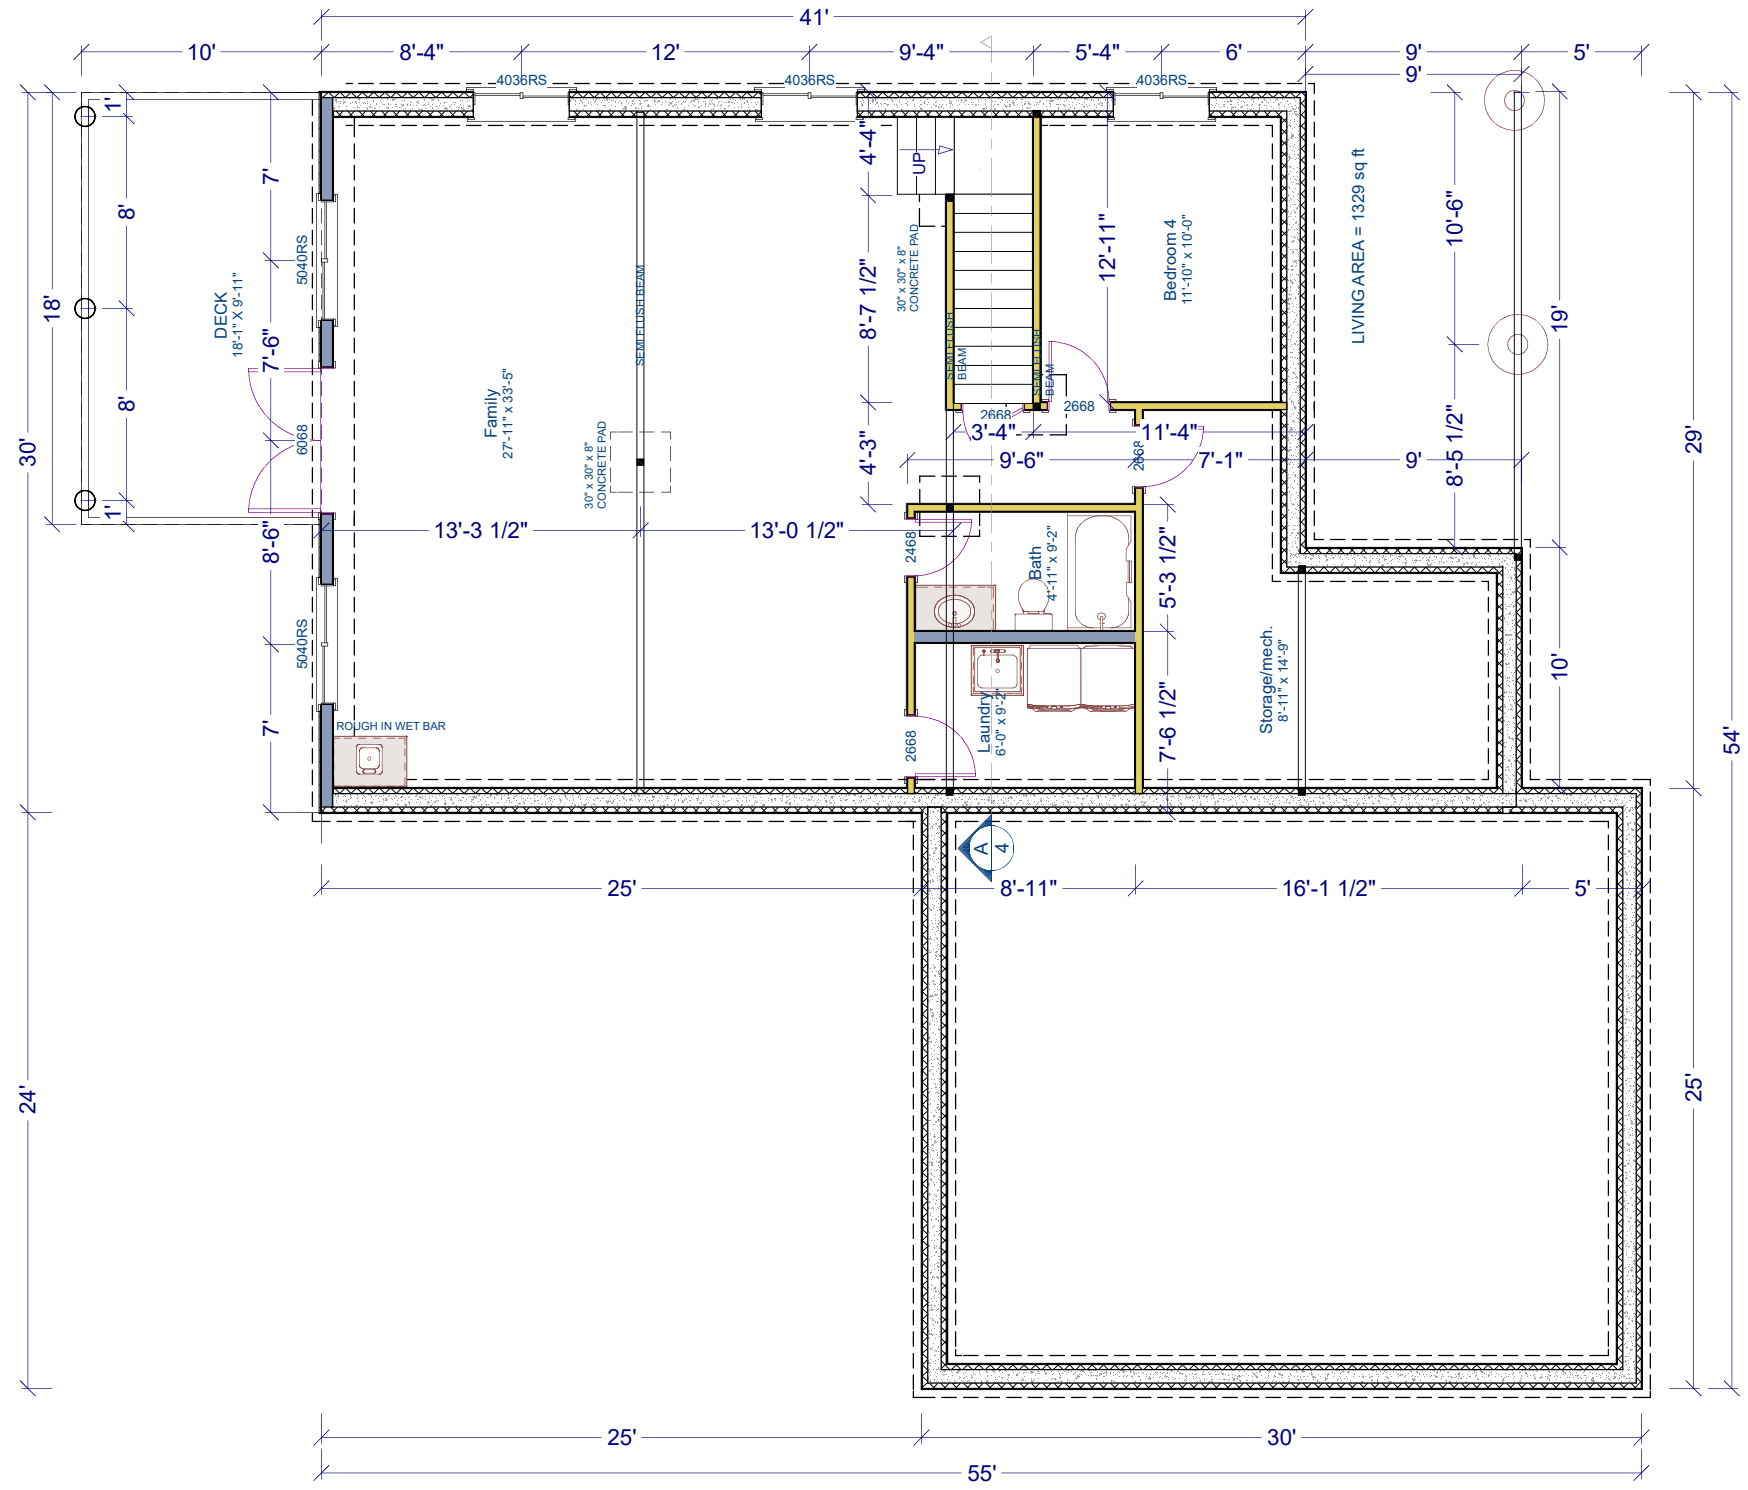 41'
10'
8'-4"
12'
9'-4"
5'-4"
6'
9'
5'
9'
4036RS
4036RS
4036RS
1'
7'
8'
18'
30'
DECK
18'-1" X 9'-11"
5040RS
7'-6"
8'
6068
1'
8'-6"
5040RS
7'
ROUGH IN WET BAR
Family
27'-11" x 33'-5"
SEMI FLUSH BEAM
30" x 30" x 8"
CONCRETE PAD
13'-3 1/2"
13'-0 1/2"
4'-4"
UP
8'-7 1/2"
30" x 30" x 8"
CONCRETE PAD
SEMI FLUSH
BEAM
SEMI FLUSH
BEAM
12'-11"
Bedroom 4
11'-10" x 10'-0"
LIVING AREA = 1329 sq ft
10'-6"
19'
29'
2668
2668
3'-4"
11'-4"
4'-3"
9'-6"
2668
7'-1"
9'
8'-5 1/2"
2468
Bath
4'-11" x 9'-2"
5'-3 1/2"
Laundry
6'-0" x 9'-2"
2668
7'-6 1/2"
Storage/mech.
8'-11" x 14'-9"
10'
54'
A
4
25'
8'-11"
16'-1 1/2"
5'
24'
25'
25'
30'
55'